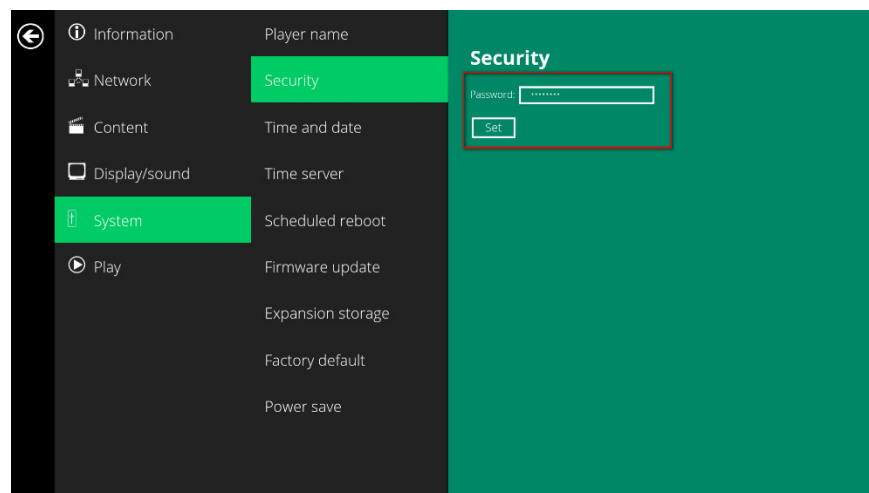 Information
Network
Content
Display/sound
System
Play
Player name
Security
Time and date
Time server
Scheduled reboot
Firmware update
Expansion storage
Factory default
Power save
Security
Password: ········
Set